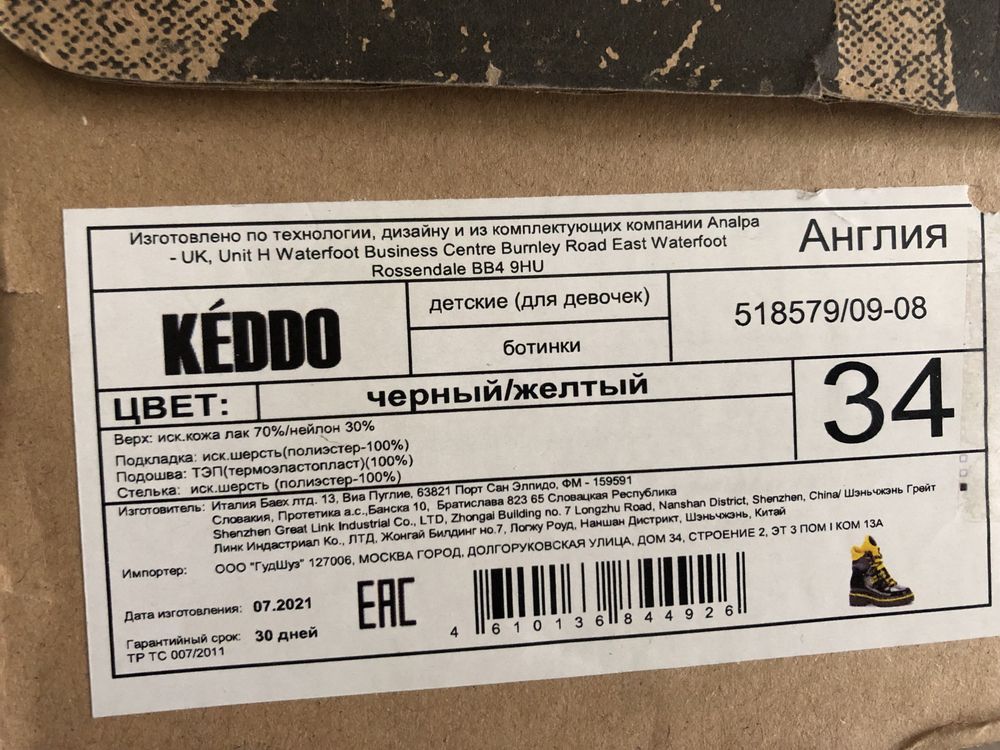 Изготовлено по технологии, дизайну и из комплектующих компании Analpa
- UK, Unit H Waterfoot Business Centre Burnley Road East Waterfoot
Rossendale BB4 9HU
Англия
KÉDDO
детские (для девочек)
ботинки
518579/09-08
ЦВЕТ:
черный/желтый
34
Верх: иск.кожа лак 70%/нейлон 30%
Подкладка: иск.шерсть(полиэстер-100%)
Подошва: ТЭП(термоэластопласт)(100%)
Стелька: иск.шерсть (полиэстер-100%)
Изготовитель: Италия Баех лтд. 13, Виа Пуглие, 63821 Порт Сан Элпидо, ФМ - 159591
Словакия, Протетика а.с.,Банска 10, Братислава 823 65 Словацкая Республика
Shenzhen Great Link Industrial Co., LTD, Zhongai Building no. 7 Longzhu Road, Nanshan District, Shenzhen, China/ Шэньчжэнь Грейт
Линк Индастриал Ко., ЛТД, Жонгай Билдинг но.7, Логжу Роуд, Наншан Дистрикт, Шэньчжэнь, Китай
Импортер: ООО "ГудШуз" 127006, МОСКВА ГОРОД, ДОЛГОРУКОВСКАЯ УЛИЦА, ДОМ 34, СТРОЕНИЕ 2, ЭТ 3 ПОМ I КОМ 13А
Дата изготовления: 07.2021
Гарантийный срок: 30 дней
ТР ТС 007/2011
EAC
4 610136 844926